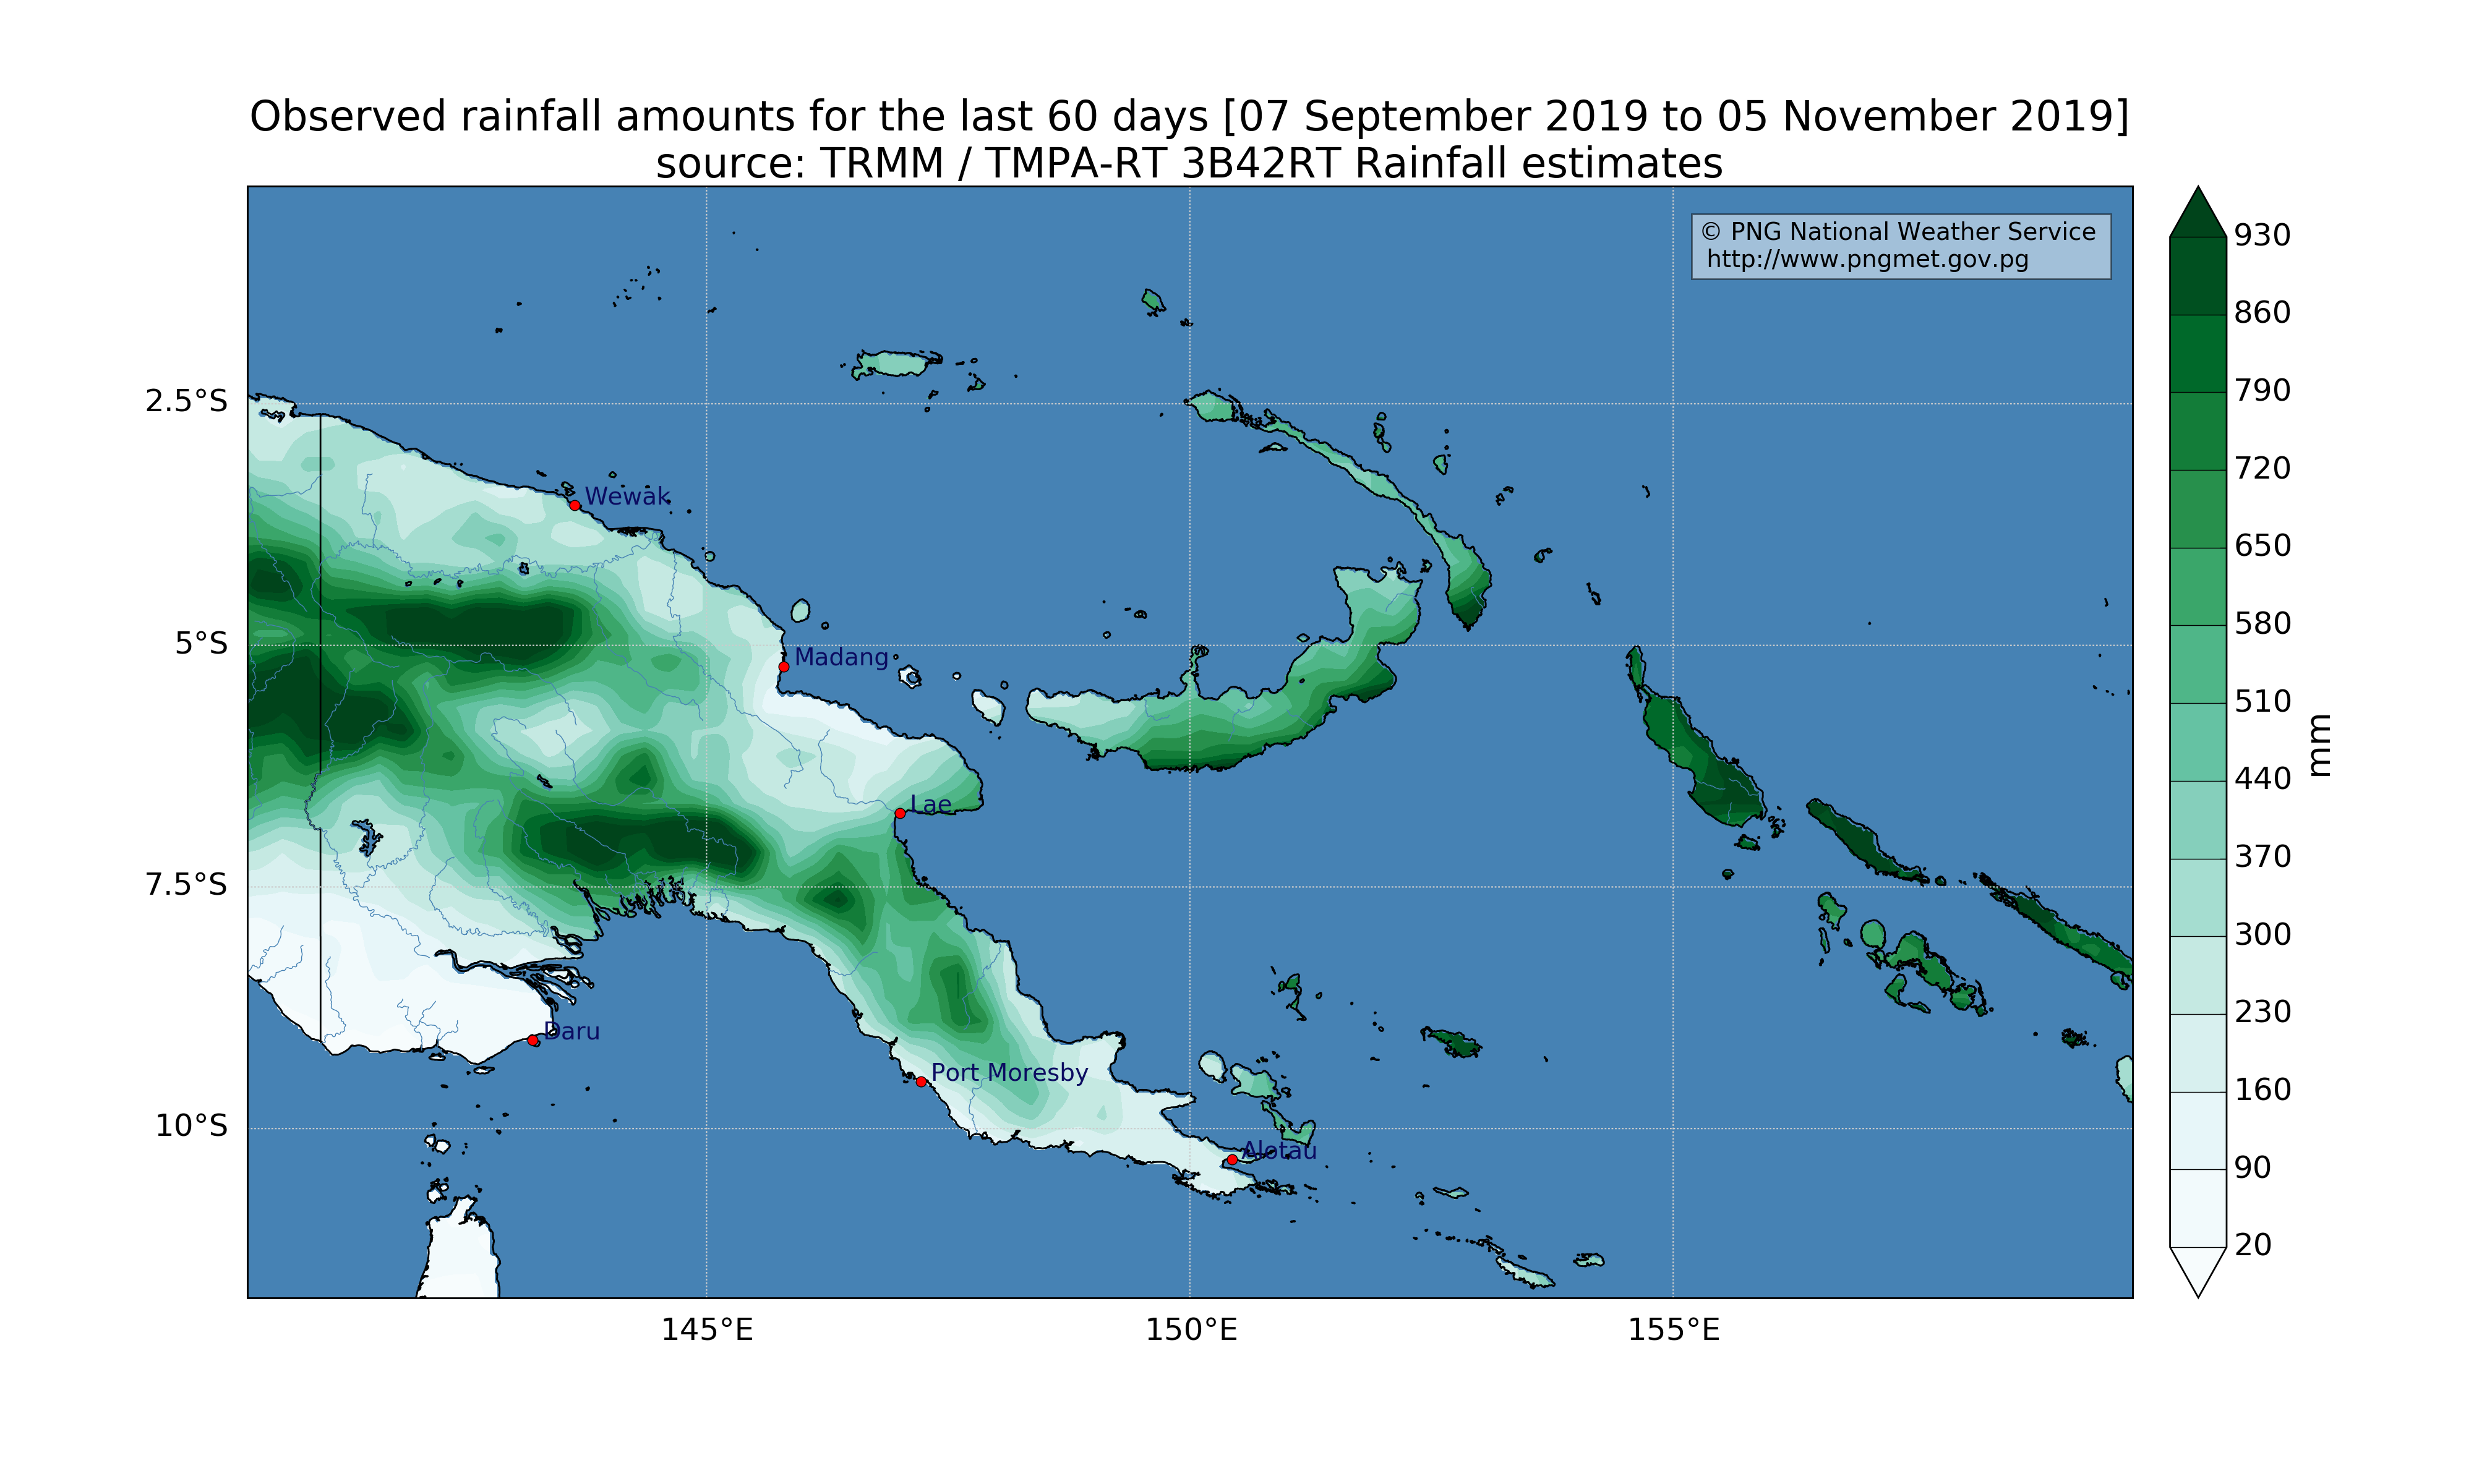 Observed rainfall amounts for the last 60 days [07 September 2019 to 05 November 2019]
source: TRMM / TMPA-RT 3B42RT Rainfall estimates
© PNG National Weather Service
http://www.pngmet.gov.pg
2.5°S
5°S
7.5°S
10°S
Wewak
Madang
Lae
Daru
Port Moresby
Alotau
145°E
150°E
155°E
930
860
790
720
650
580
510
440
370
300
230
160
90
20
mm